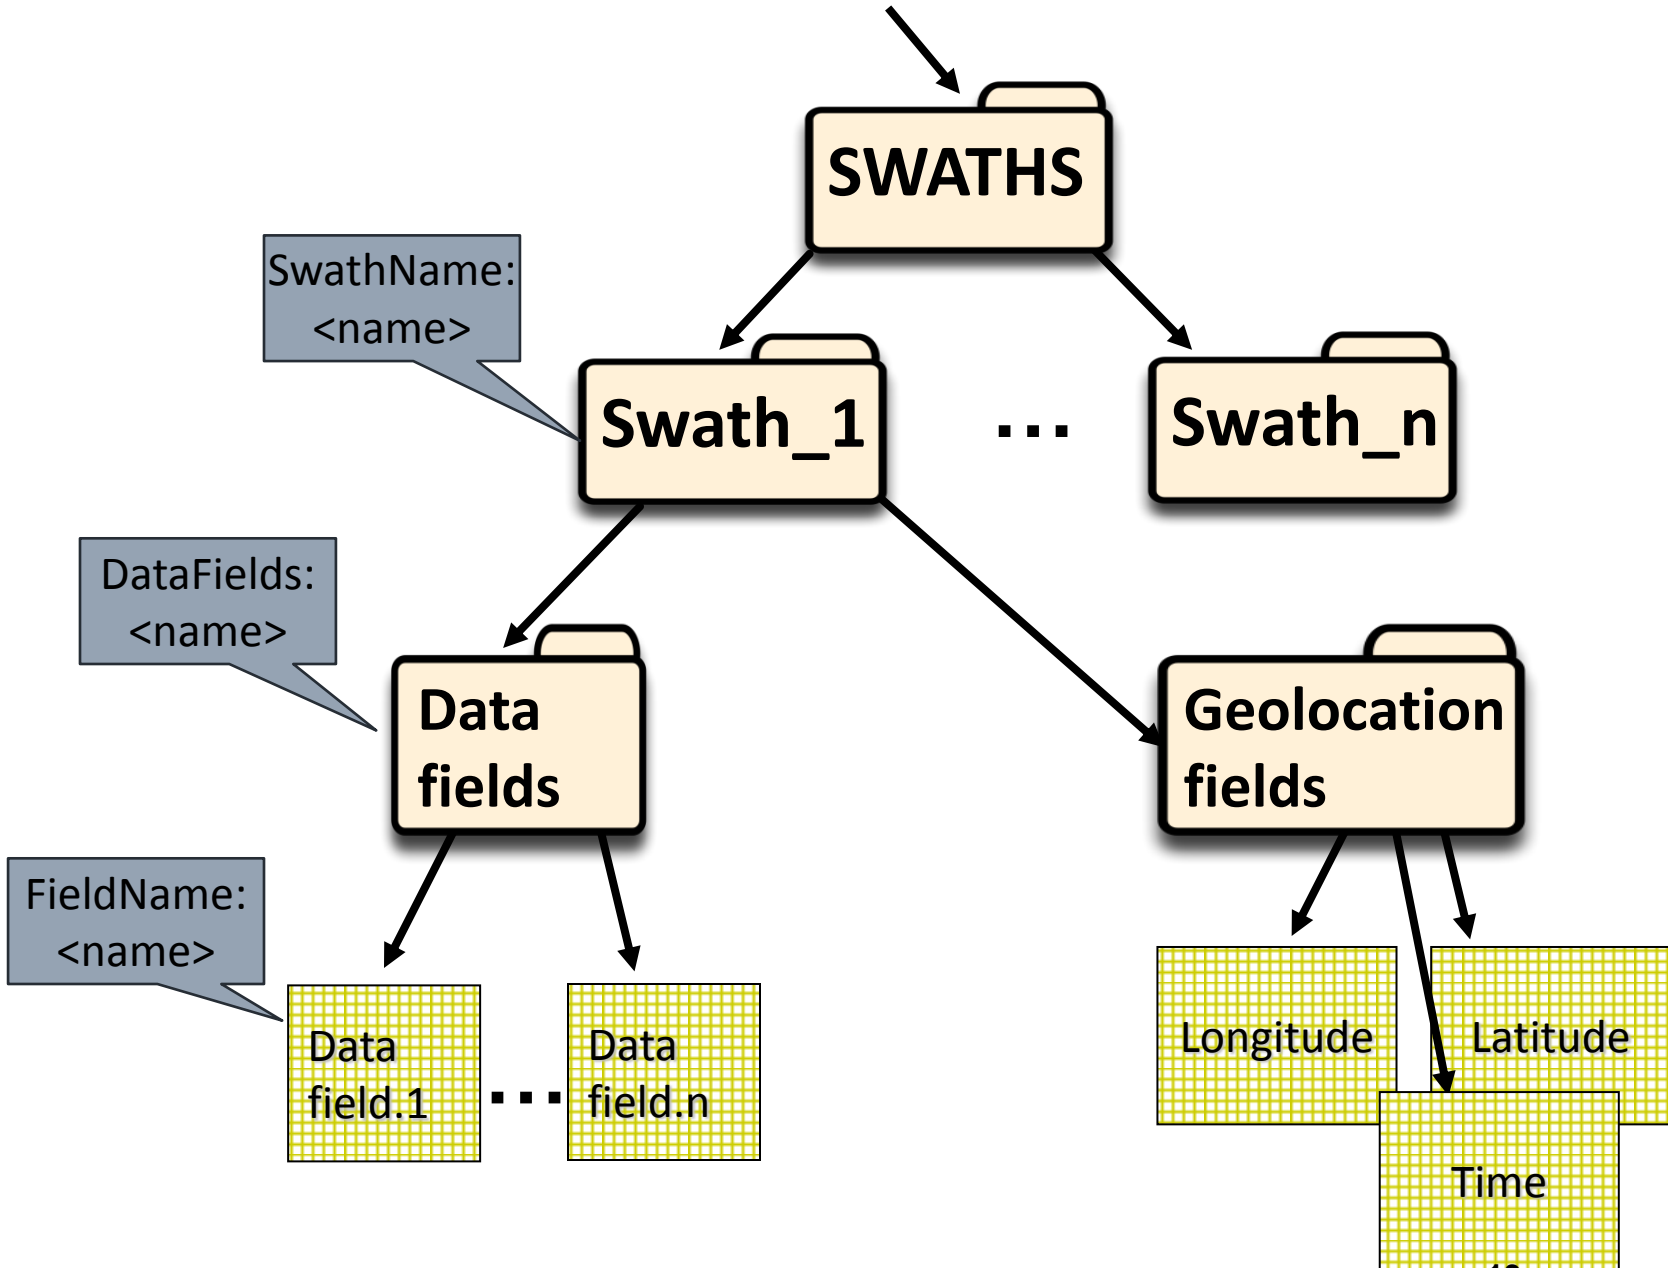 SWATHS
SwathName:
<name>
Swath_1
...
Swath_n
DataFields:
<name>
Data
fields
Geolocation
fields
FieldName:
<name>
Data
field.1
...
Data
field.n
Longitude
Latitude
Time